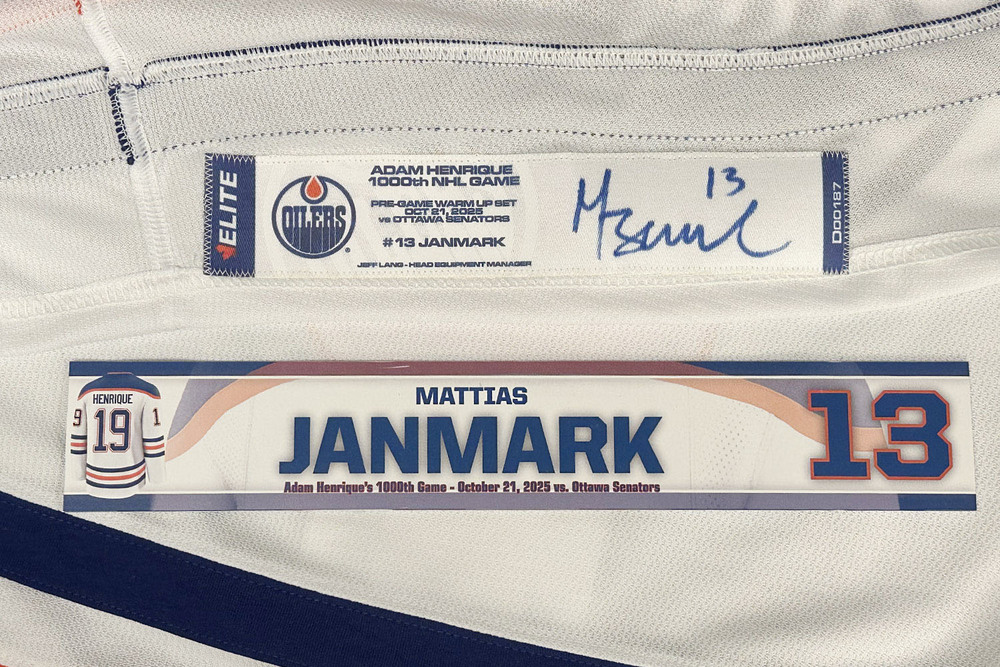 ELITE
OILERS
ADAM HENRIQUE
1000th NHL GAME
PRE-GAME WARM UP SET
OCT 21, 2025
vs OTTAWA SENATORS
#13 JANMARK
JEFF LANG - HEAD EQUIPMENT MANAGER
13
D00187
HENRIQUE
9 19 1
MATTIAS
JANMARK
Adam Henrique's 1000th Game - October 21, 2025 vs. Ottawa Senators
13